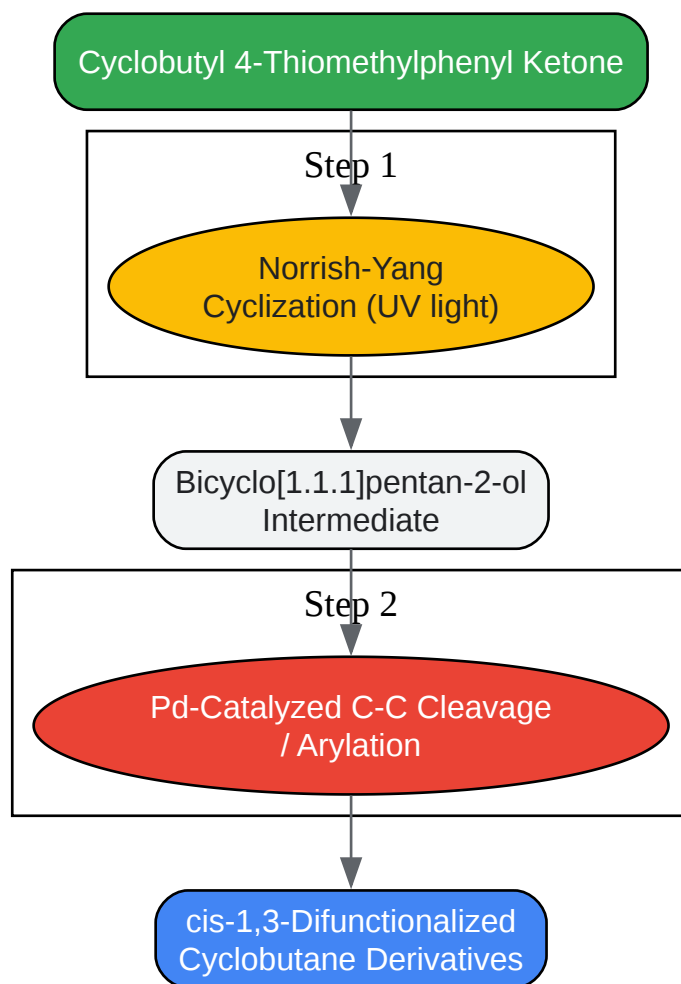 Cyclobutyl 4-Thiomethylphenyl Ketone
Step 1
Norrish-Yang
Cyclization (UV light)
Bicyclo[1.1.1]pentan-2-ol
Intermediate
Step 2
Pd-Catalyzed C-C Cleavage
/ Arylation
cis-1,3-Difunctionalized
Cyclobutane Derivatives